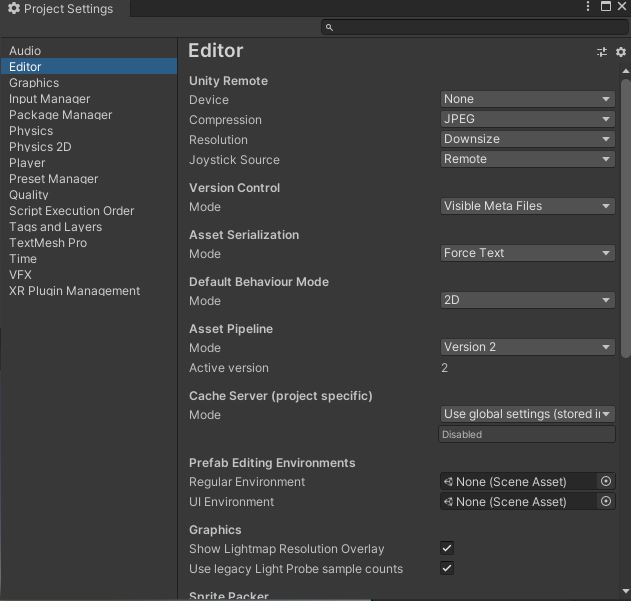 Project Settings
Audio
Editor
Graphics
Input Manager
Package Manager
Physics
Physics 2D
Player
Preset Manager
Quality
Script Execution Order
Tags and Layers
TextMesh Pro
Time
VFX
XR Plugin Management
Editor
Unity Remote
Device None
Compression JPEG
Resolution Downsize
Joystick Source Remote
Version Control
Mode Visible Meta Files
Asset Serialization
Mode Force Text
Default Behaviour Mode
Mode 2D
Asset Pipeline
Mode Version 2
Active version 2
Cache Server (project specific)
Mode Use global settings (stored in
Disabled
Prefab Editing Environments
Regular Environment None (Scene Asset)
UI Environment None (Scene Asset)
Graphics
Show Lightmap Resolution Overlay
Use legacy Light Probe sample counts
Sprite Packer